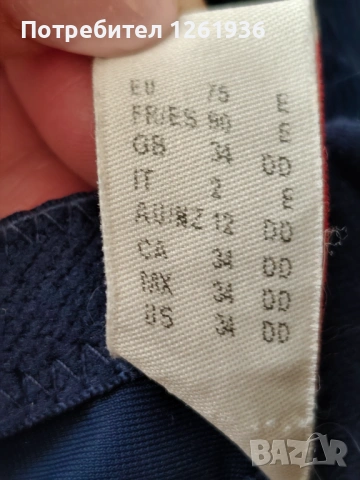 Потребител 1261936
EU 75 E
FR/ES 90 E
GB 34 DD
IT 2 E
AU/NZ 12 DD
CA 34 DD
MX 34 DD
US 34 DD
BAZAR